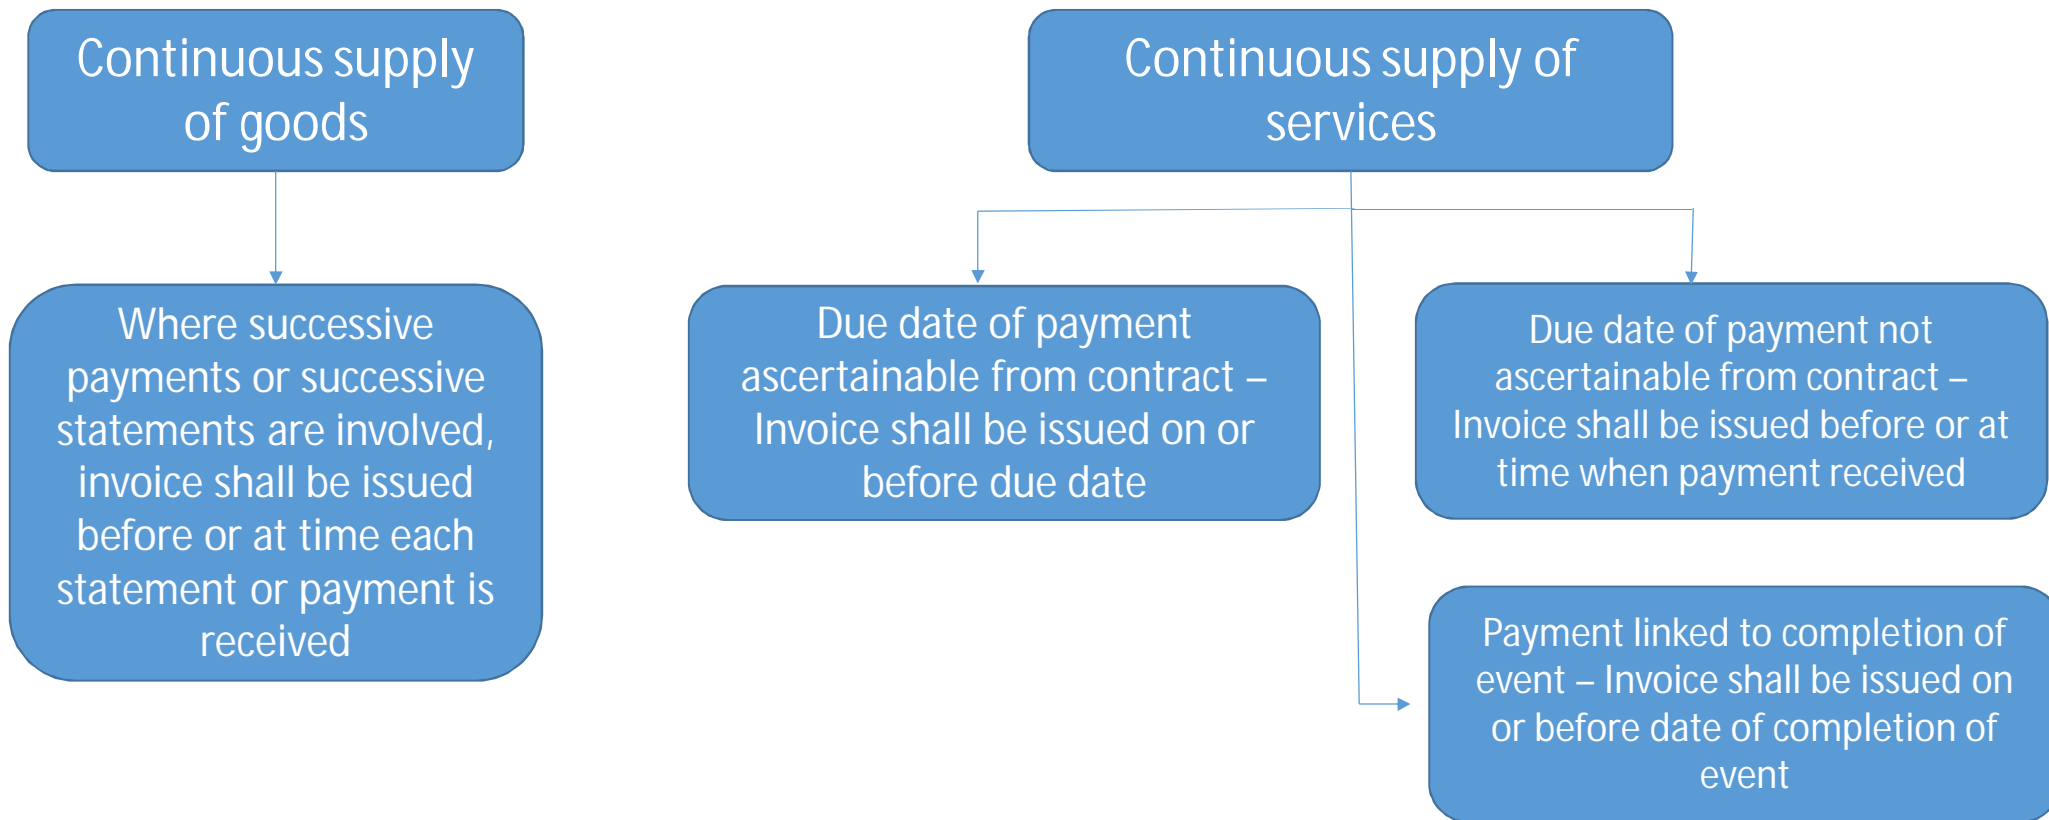 Continuous supply
of goods
Continuous supply of
services
Where successive
payments or successive
statements are involved,
invoice shall be issued
before or at time each
statement or payment is
received
Due date of payment
ascertainable from contract –
Invoice shall be issued on or
before due date
Due date of payment not
ascertainable from contract –
Invoice shall be issued before or at
time when payment received
Payment linked to completion of
event – Invoice shall be issued on
or before date of completion of
event